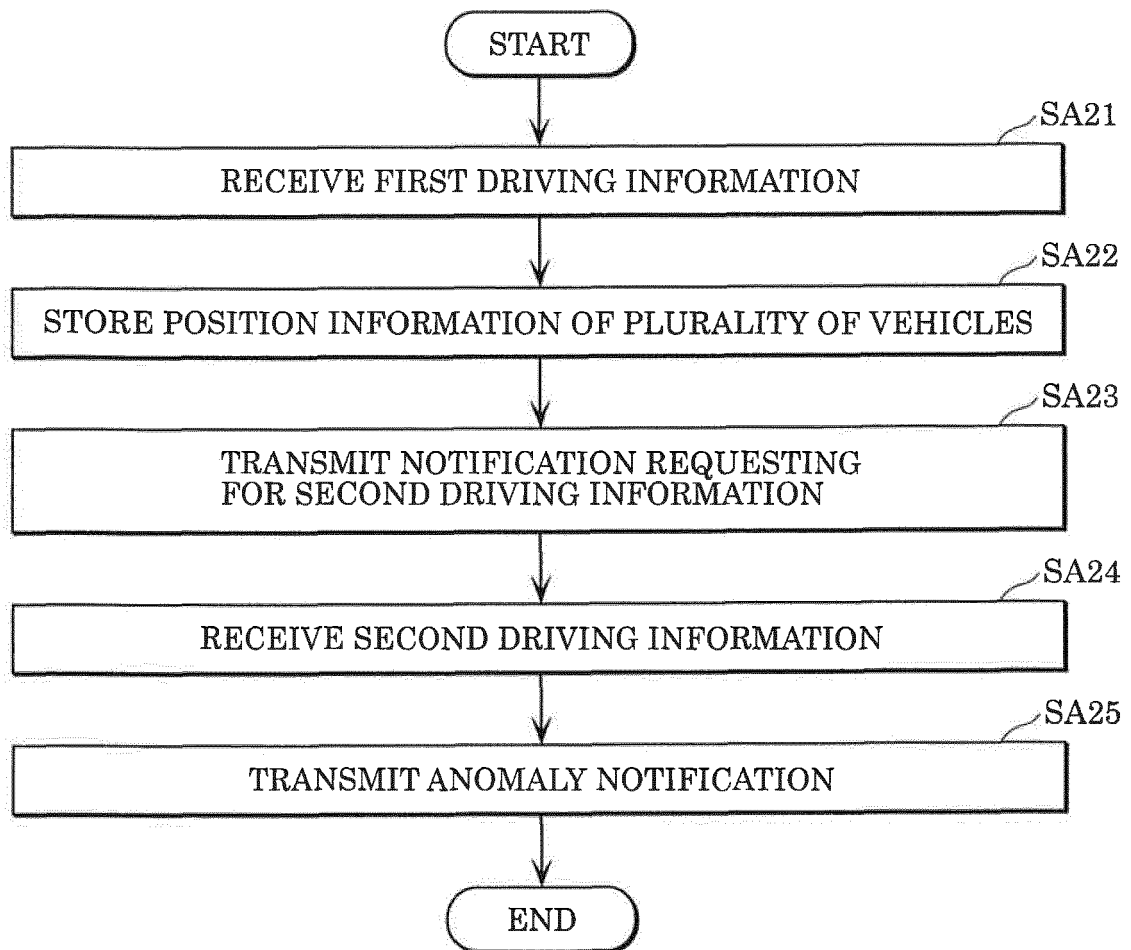 START
SA21
RECEIVE FIRST DRIVING INFORMATION
SA22
STORE POSITION INFORMATION OF PLURALITY OF VEHICLES
SA23
TRANSMIT NOTIFICATION REQUESTING
FOR SECOND DRIVING INFORMATION
SA24
RECEIVE SECOND DRIVING INFORMATION
SA25
TRANSMIT ANOMALY NOTIFICATION
END